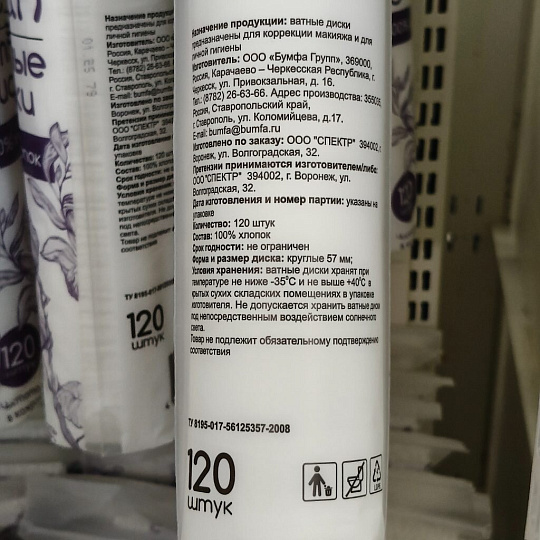 Назначение продукции: ватные диски
предназначены для коррекции макияжа и для
личной гигиены
Изготовитель: ООО «Бумфа Групп», 369000,
Россия, Карачаево – Черкесская Республика, г.
Черкесск, ул. Привокзальная, д. 16.
Тел.: (8782) 26-63-66. Адрес производства: 355035,
Россия, Ставропольский край,
г. Ставрополь, ул. Коломийцева, д.17.
E.mail: bumfa@bumfa.ru
Изготовлено по заказу: ООО "СПЕКТР" 394002, г.
Воронеж, ул. Волгоградская, 32.
Претензии принимаются изготовителем/либо:
ООО"СПЕКТР" 394002, г. Воронеж, ул.
Волгоградская, 32.
Дата изготовления и номер партии: указаны на
упаковке
Количество: 120 штук
Состав: 100% хлопок
Срок годности: не ограничен
Форма и размер диска: круглые 57 мм;
Условия хранения: ватные диски хранят при
температуре не ниже -35°C и не выше +40°C в
крытых сухих складских помещениях в упаковке
изготовителя. Не допускается хранить ватные диски
под непосредственным воздействием солнечного
света.
Товар не подлежит обязательному подтверждению
соответствия
ТУ 8195-017-56125357-2008
120
штук
120
штук
120
120